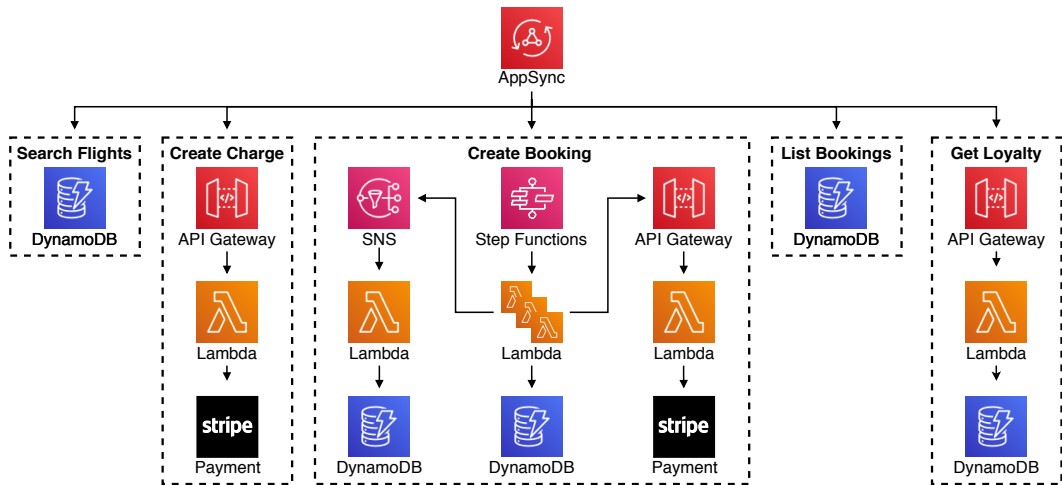 AppSync
Search Flights
DynamoDB
Create Charge
</>
API Gateway
Lambda
stripe
Payment
Create Booking
SNS
Lambda
DynamoDB
Step Functions
Lambda
DynamoDB
</>
API Gateway
Lambda
stripe
Payment
List Bookings
DynamoDB
Get Loyalty
</>
API Gateway
Lambda
DynamoDB